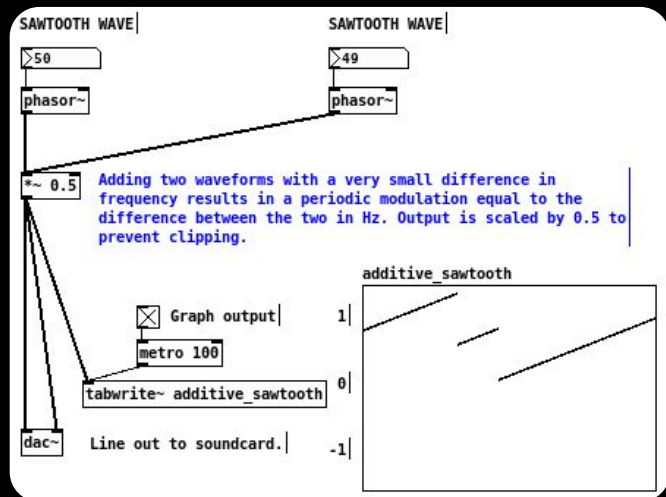 SAWTOOTH WAVE
SAWTOOTH WAVE
50
49
phasor~
phasor~
*~ 0.5
Adding two waveforms with a very small difference in
frequency results in a periodic modulation equal to the
difference between the two in Hz. Output is scaled by 0.5 to
prevent clipping.
additive_sawtooth
Graph output
1
metro 100
0
tabwrite~ additive_sawtooth
dac~
Line out to soundcard.
-1